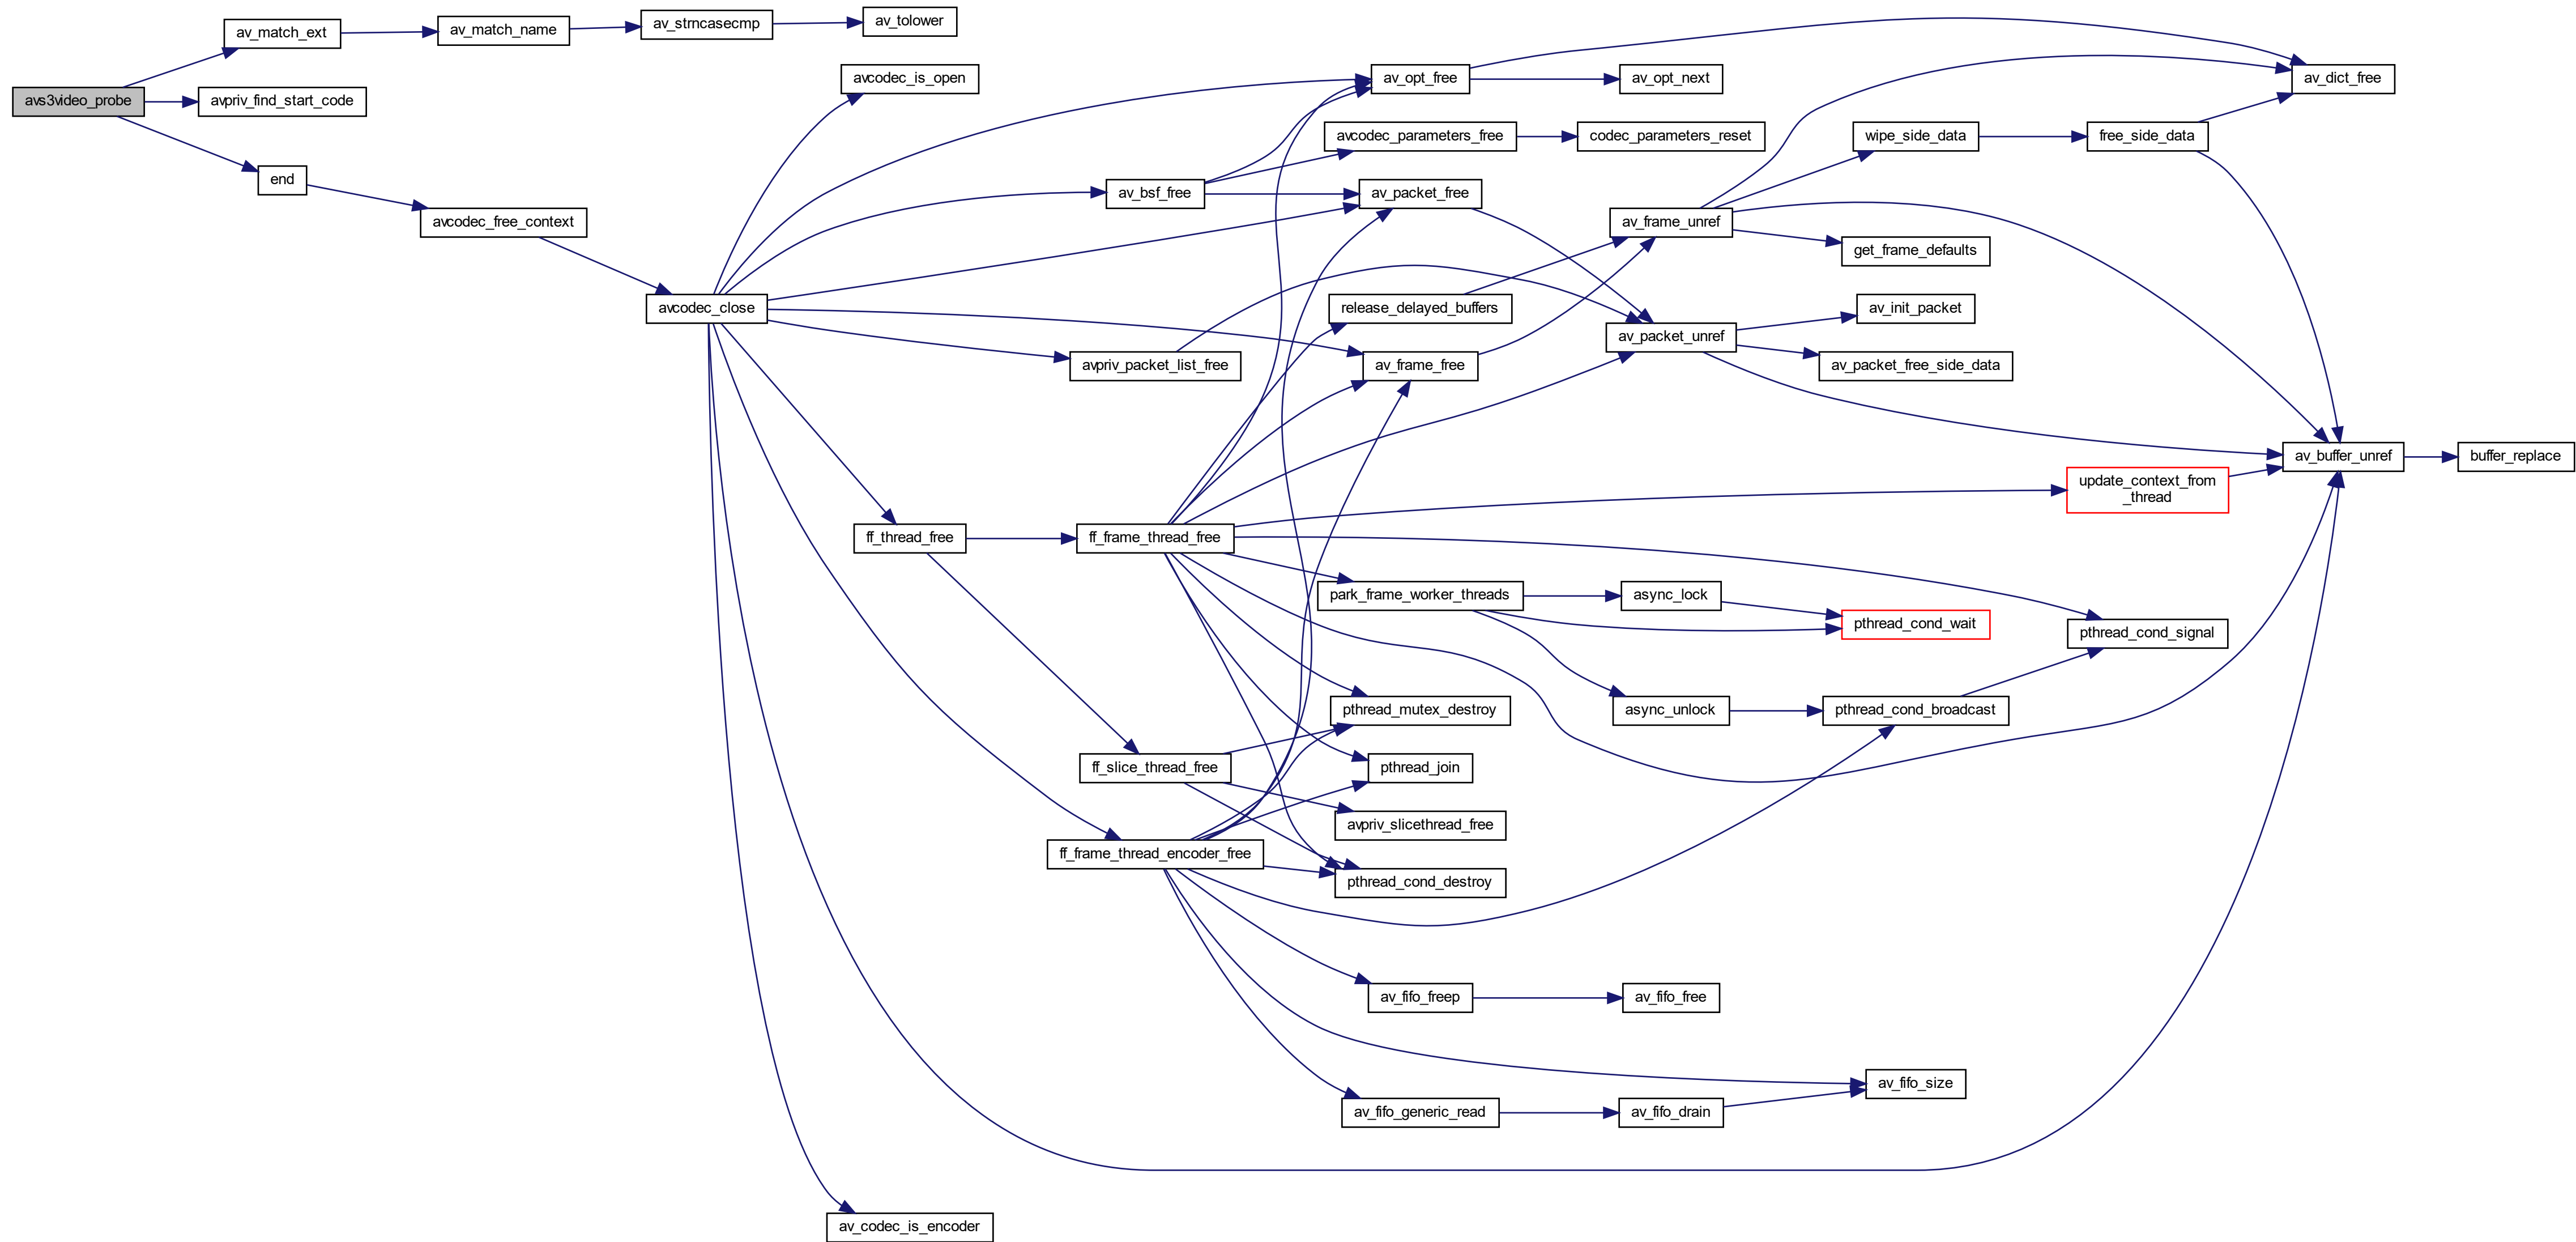 avs3video_probe
av_match_ext
av_match_name
av_strncasecmp
av_tolower
avpriv_find_start_code
end
avcodec_free_context
avcodec_close
avcodec_is_open
av_opt_free
av_opt_next
av_dict_free
avcodec_parameters_free
codec_parameters_reset
wipe_side_data
free_side_data
av_bsf_free
av_packet_free
av_frame_unref
get_frame_defaults
release_delayed_buffers
av_init_packet
av_packet_unref
avpriv_packet_list_free
av_frame_free
av_packet_free_side_data
av_buffer_unref
buffer_replace
update_context_from
_thread
ff_thread_free
ff_frame_thread_free
park_frame_worker_threads
async_lock
pthread_cond_wait
pthread_cond_signal
pthread_mutex_destroy
async_unlock
pthread_cond_broadcast
ff_slice_thread_free
pthread_join
avpriv_slicethread_free
ff_frame_thread_encoder_free
pthread_cond_destroy
av_fifo_freep
av_fifo_free
av_fifo_size
av_fifo_generic_read
av_fifo_drain
av_codec_is_encoder